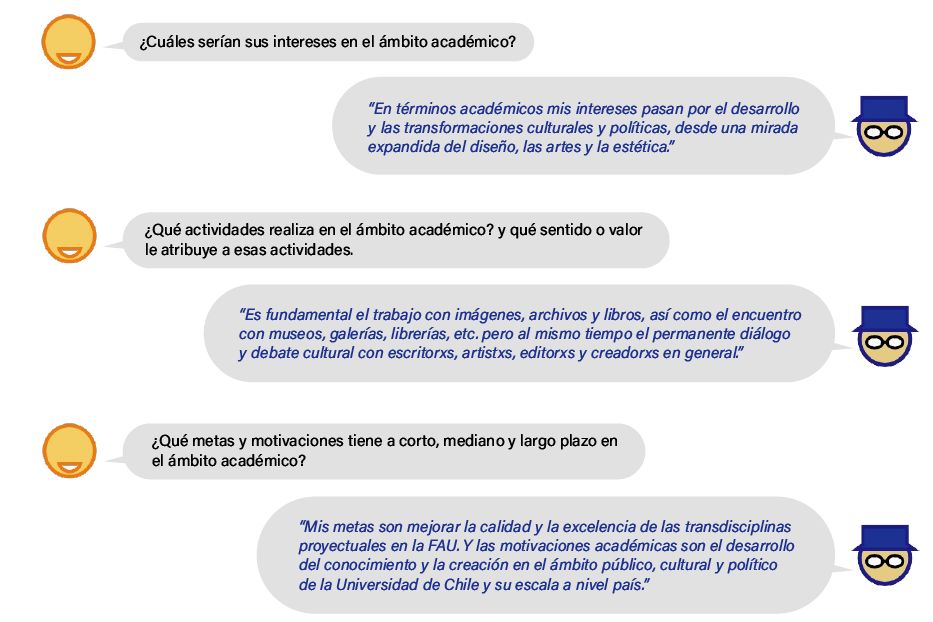 ¿Cuáles serían sus intereses en el ámbito académico?
“En términos académicos mis intereses pasan por el desarrollo
y las transformaciones culturales y políticas, desde una mirada
expandida del diseño, las artes y la estética.”
¿Qué actividades realiza en el ámbito académico? y qué sentido o valor
le atribuye a esas actividades.
“Es fundamental el trabajo con imágenes, archivos y libros, así como el encuentro
con museos, galerías, librerías, etc. pero al mismo tiempo el permanente diálogo
y debate cultural con escritorxs, artistxs, editorxs y creadorxs en general.”
¿Qué metas y motivaciones tiene a corto, mediano y largo plazo en
el ámbito académico?
“Mis metas son mejorar la calidad y la excelencia de las transdisciplinas
proyectuales en la FAU. Y las motivaciones académicas son el desarrollo
del conocimiento y la creación en el ámbito público, cultural y político
de la Universidad de Chile y su escala a nivel país.”